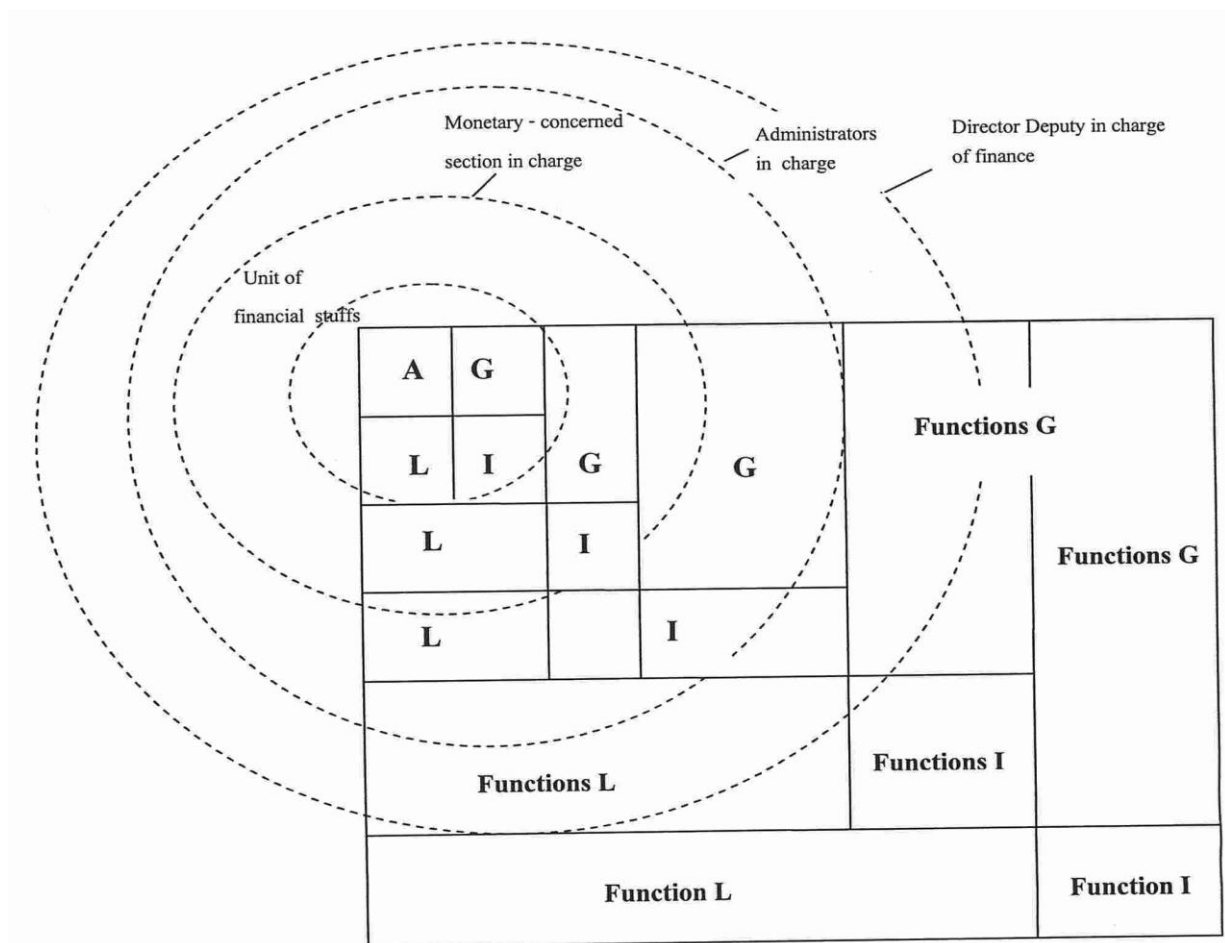 Monetary - concerned
section in charge
Administrators
in charge
Director Deputy in charge
of finance
Unit of
financial stuffs
A G
L I G G
Functions G
L I
Functions G
L I
Functions L
Functions I
Function L
Function I